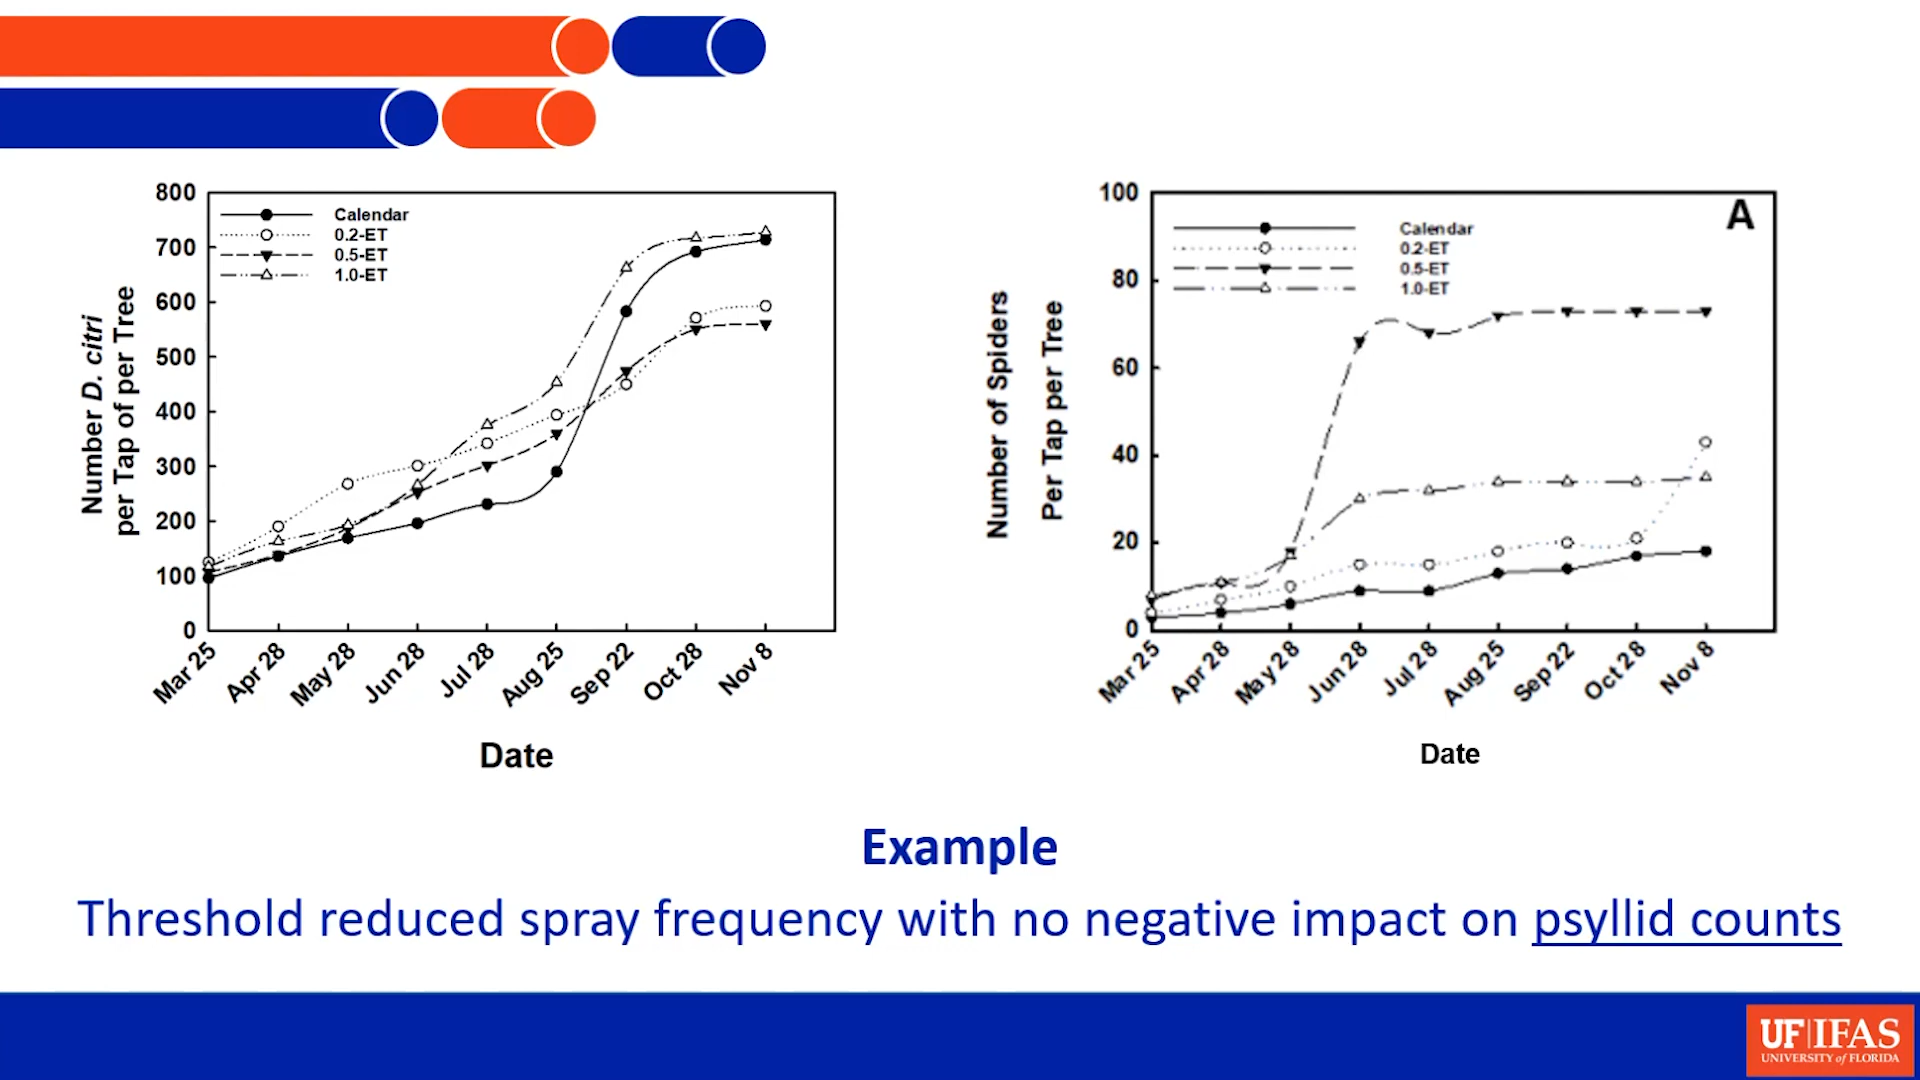 800
700
600
500
400
300
200
100
0
Number D. citri
per Tap of per Tree
Calendar
0.2-ET
0.5-ET
1.0-ET
Mar 25
Apr 28
May 28
Jun 28
Jul 28
Aug 25
Sep 22
Oct 28
Nov 8
Date
100
80
60
40
20
0
Number of Spiders
Per Tap per Tree
Calendar
0.2-ET
0.5-ET
1.0-ET
A
Mar 25
Apr 28
May 28
Jun 28
Jul 28
Aug 25
Sep 22
Oct 28
Nov 8
Date
Example
Threshold reduced spray frequency with no negative impact on psyllid counts
UF|IFAS
UNIVERSITY of FLORIDA